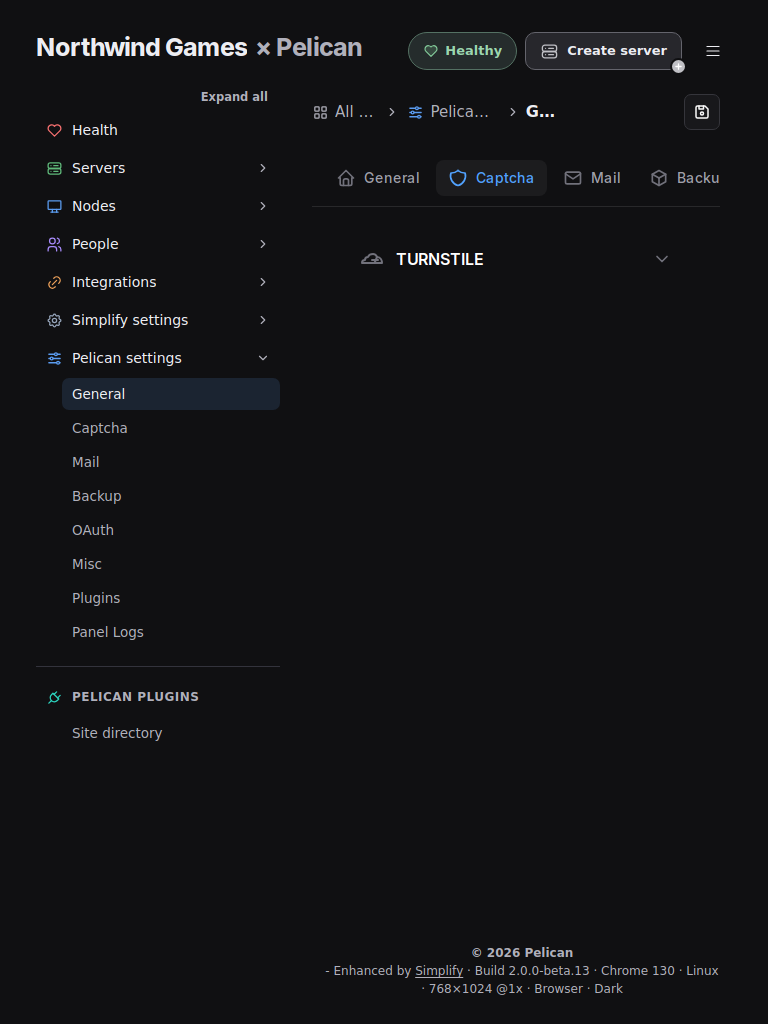 Northwind Games × Pelican
Healthy
Create server
Expand all
Health
Servers
Nodes
People
Integrations
Simplify settings
Pelican settings
General
Captcha
Mail
Backup
OAuth
Misc
Plugins
Panel Logs
PELICAN PLUGINS
Site directory
All ... > Pelica... > G...
General Captcha Mail Backu
TURNSTILE
© 2026 Pelican
- Enhanced by Simplify · Build 2.0.0-beta.13 · Chrome 130 · Linux
· 768×1024 @1x · Browser · Dark